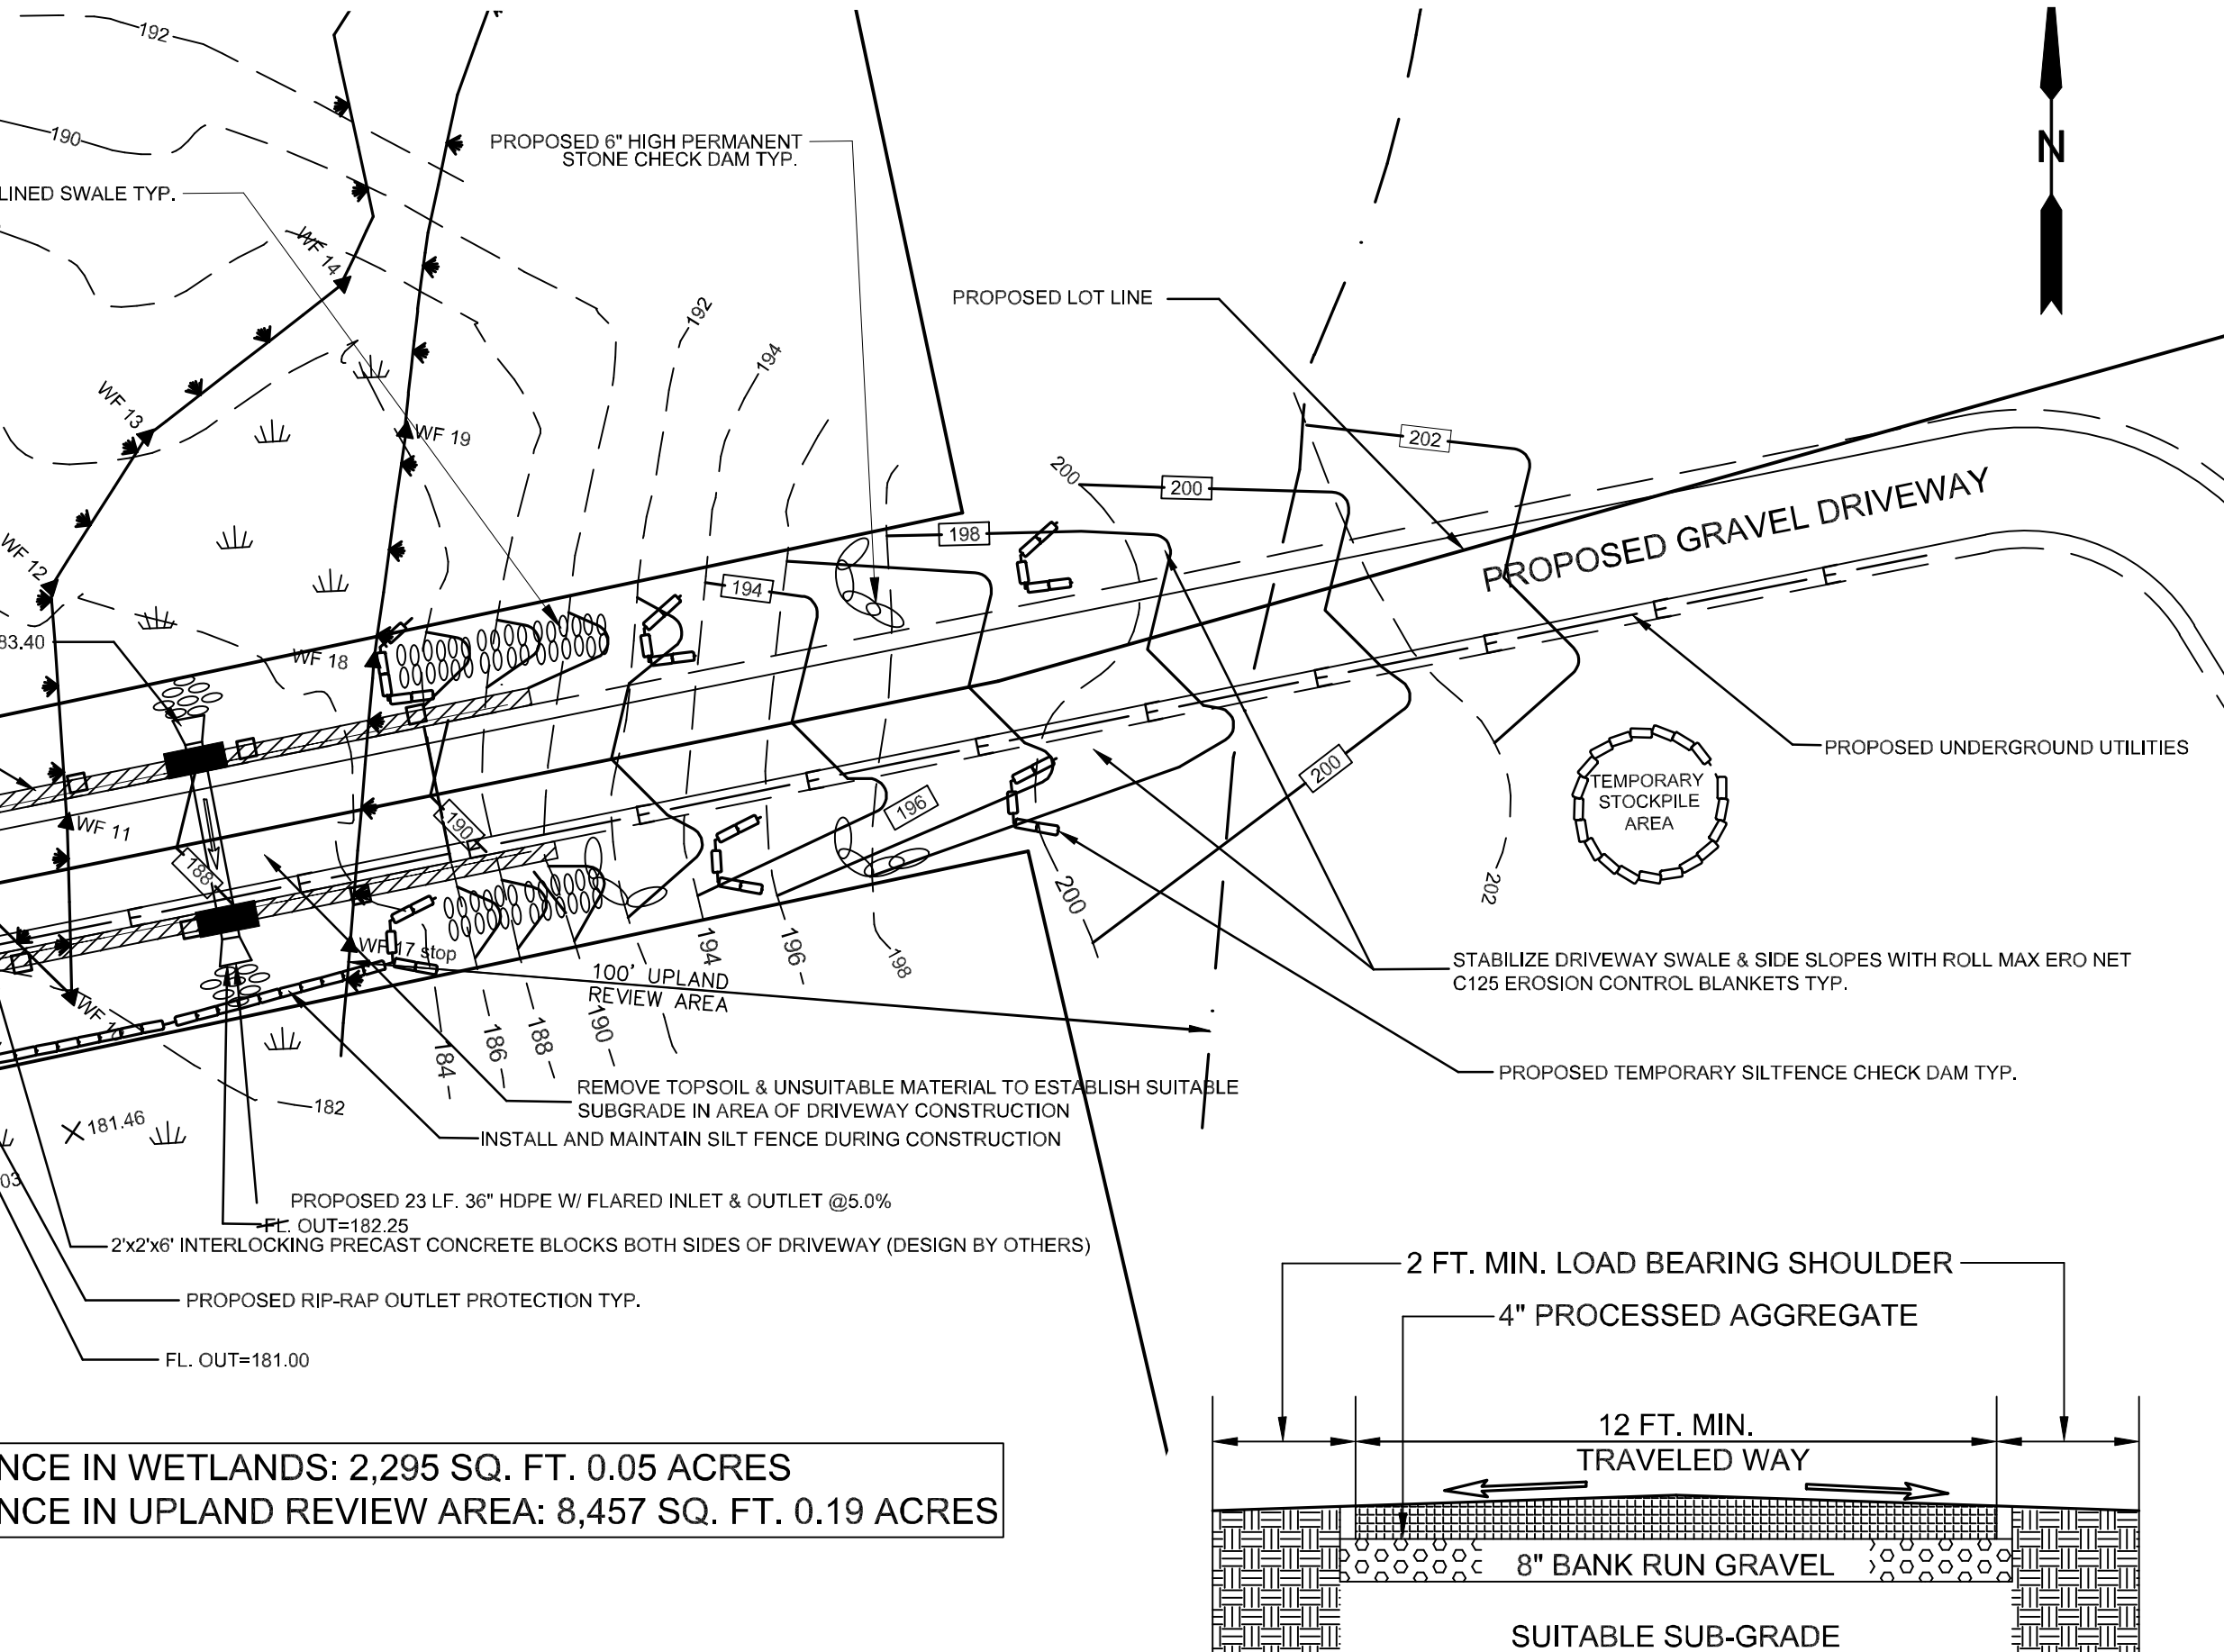 192
190
LINED SWALE TYP.
PROPOSED 6" HIGH PERMANENT
STONE CHECK DAM TYP.
N
WF 14
192
194
PROPOSED LOT LINE
WF 13
WF 19
202
200
200
198
WF 12
194
PROPOSED GRAVEL DRIVEWAY
83.40
WF 18
E
E
E
E
E
E
E
E
E
PROPOSED UNDERGROUND UTILITIES
TEMPORARY
STOCKPILE
AREA
200
196
190
WF 11
188
202
200
194
196
198
WF 17 stop
100' UPLAND
REVIEW AREA
STABILIZE DRIVEWAY SWALE & SIDE SLOPES WITH ROLL MAX ERO NET
C125 EROSION CONTROL BLANKETS TYP.
184
186
188
190
PROPOSED TEMPORARY SILTFENCE CHECK DAM TYP.
REMOVE TOPSOIL & UNSUITABLE MATERIAL TO ESTABLISH SUITABLE
SUBGRADE IN AREA OF DRIVEWAY CONSTRUCTION
182
181.46
INSTALL AND MAINTAIN SILT FENCE DURING CONSTRUCTION
03
PROPOSED 23 LF. 36" HDPE W/ FLARED INLET & OUTLET @5.0%
FL. OUT=182.25
2'x2'x6' INTERLOCKING PRECAST CONCRETE BLOCKS BOTH SIDES OF DRIVEWAY (DESIGN BY OTHERS)
PROPOSED RIP-RAP OUTLET PROTECTION TYP.
FL. OUT=181.00
2 FT. MIN. LOAD BEARING SHOULDER
4" PROCESSED AGGREGATE
12 FT. MIN.
TRAVELED WAY
8" BANK RUN GRAVEL
SUITABLE SUB-GRADE
NCE IN WETLANDS: 2,295 SQ. FT. 0.05 ACRES
NCE IN UPLAND REVIEW AREA: 8,457 SQ. FT. 0.19 ACRES